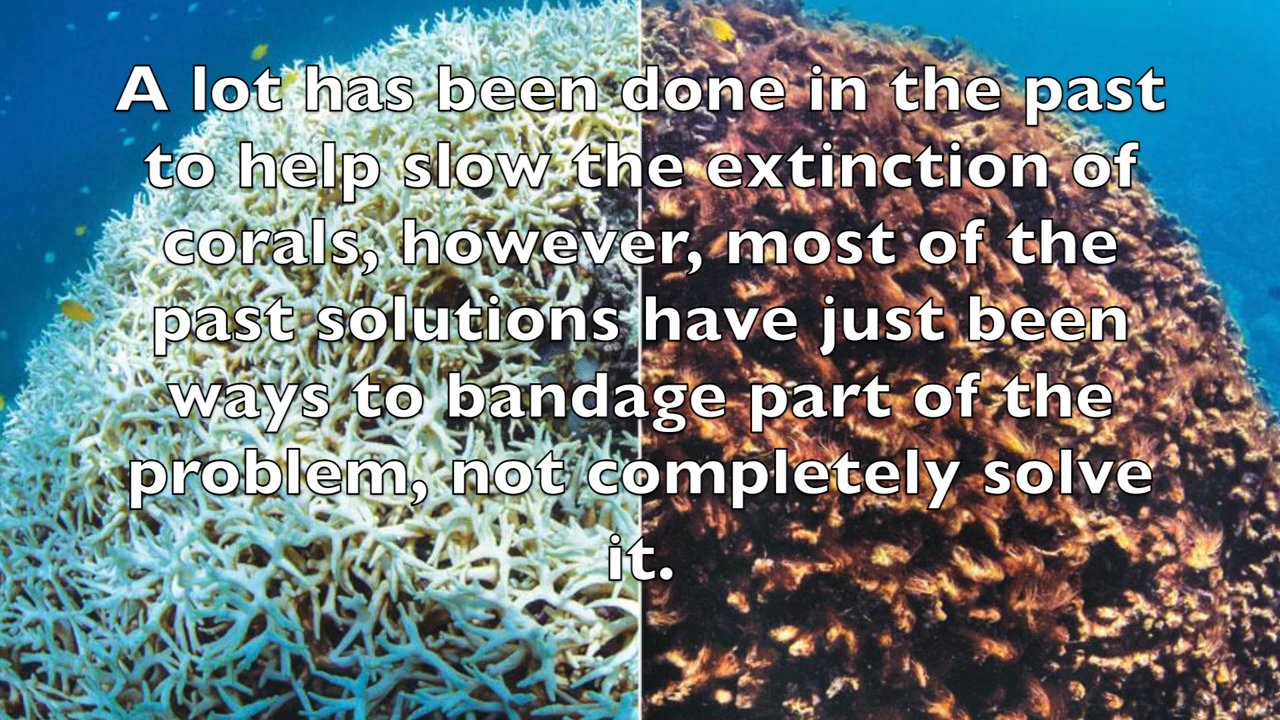 A lot has been done in the past
to help slow the extinction of
corals, however, most of the
past solutions have just been
ways to bandage part of the
problem, not completely solve
it.